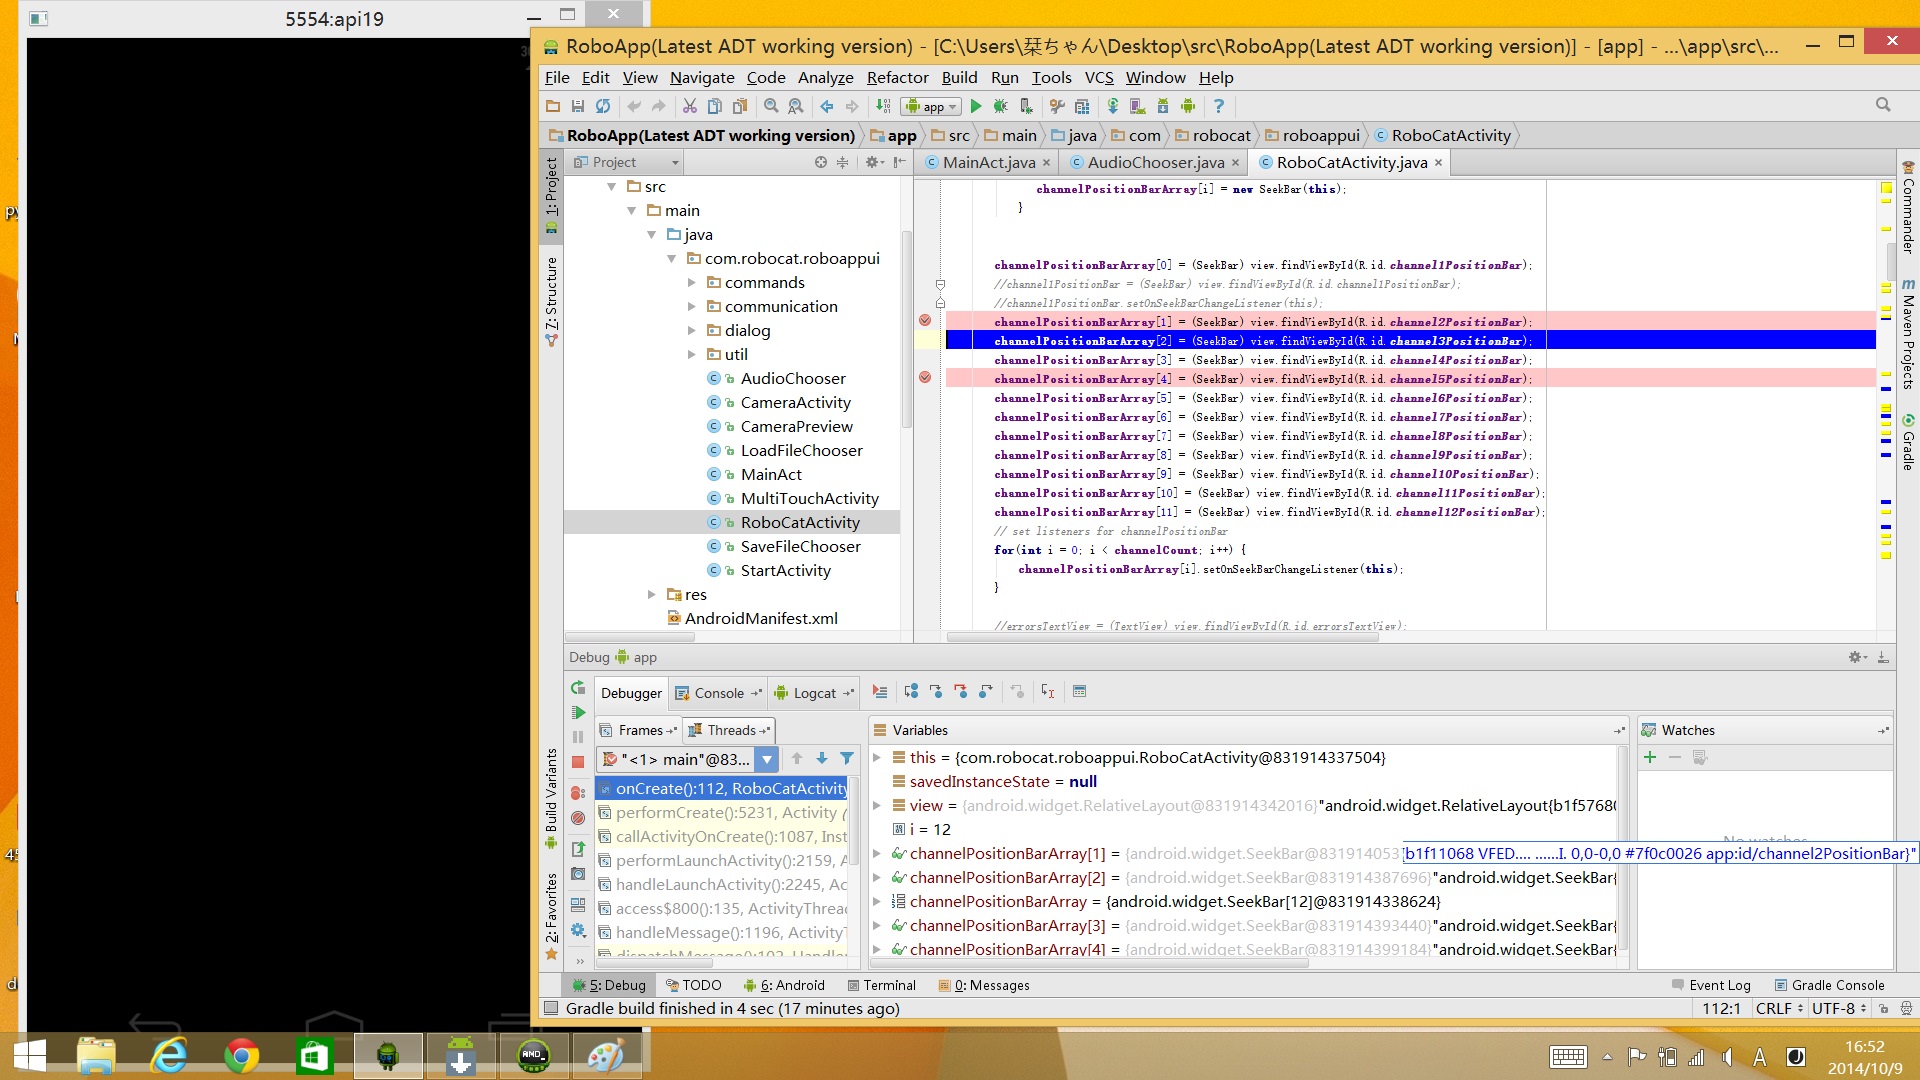 5554:api19
RoboApp(Latest ADT working version) - [C:\Users\栞ちゃん\Desktop\src\RoboApp(Latest ADT working version)] - [app] - ...\app\src\...
File Edit View Navigate Code Analyze Refactor Build Run Tools VCS Window Help
app
RoboApp(Latest ADT working version) app src main java com robocat roboappui RoboCatActivity
Project
MainAct.java AudioChooser.java RoboCatActivity.java
1: Project
7: Structure
Build Variants
2: Favorites
src
main
java
com.robocat.roboappui
commands
communication
dialog
util
AudioChooser
CameraActivity
CameraPreview
LoadFileChooser
MainAct
MultiTouchActivity
RoboCatActivity
SaveFileChooser
StartActivity
res
AndroidManifest.xml
channelPositionBarArray[i] = new SeekBar(this);
}
channelPositionBarArray[0] = (SeekBar) view.findViewById(R.id.channel1PositionBar);
//channel1PositionBar = (SeekBar) view.findViewById(R.id.channel1PositionBar);
//channel1PositionBar.setOnSeekBarChangeListener(this);
channelPositionBarArray[1] = (SeekBar) view.findViewById(R.id.channel2PositionBar);
channelPositionBarArray[2] = (SeekBar) view.findViewById(R.id.channel3PositionBar);
channelPositionBarArray[3] = (SeekBar) view.findViewById(R.id.channel4PositionBar);
channelPositionBarArray[4] = (SeekBar) view.findViewById(R.id.channel5PositionBar);
channelPositionBarArray[5] = (SeekBar) view.findViewById(R.id.channel6PositionBar);
channelPositionBarArray[6] = (SeekBar) view.findViewById(R.id.channel7PositionBar);
channelPositionBarArray[7] = (SeekBar) view.findViewById(R.id.channel8PositionBar);
channelPositionBarArray[8] = (SeekBar) view.findViewById(R.id.channel9PositionBar);
channelPositionBarArray[9] = (SeekBar) view.findViewById(R.id.channel10PositionBar);
channelPositionBarArray[10] = (SeekBar) view.findViewById(R.id.channel11PositionBar);
channelPositionBarArray[11] = (SeekBar) view.findViewById(R.id.channel12PositionBar);
// set listeners for channelPositionBar
for(int i = 0; i < channelCount; i++) {
channelPositionBarArray[i].setOnSeekBarChangeListener(this);
}
//errorsTextView = (TextView) view.findViewById(R.id.errorsTextView);
Commander
Maven Projects
Gradle
Debug app
Debugger Console Logcat
Frames Threads
"<1> main"@83...
onCreate():112, RoboCatActivity
performCreate():5231, Activity (
callActivityOnCreate():1087, Inst
performLaunchActivity():2159, A
handleLaunchActivity():2245, Ac
access$800():135, ActivityThread
handleMessage():1196, ActivityT
dispatchMessage():102, Handler
Variables
this = {com.robocat.roboappui.RoboCatActivity@831914337504}
savedInstanceState = null
view = {android.widget.RelativeLayout@831914342016}"android.widget.RelativeLayout{b1f57680
i = 12
channelPositionBarArray[1] = {android.widget.SeekBar@831914053
{b1f11068 VFED.... ......I. 0,0-0,0 #7f0c0026 app:id/channel2PositionBar}"
channelPositionBarArray[2] = {android.widget.SeekBar@831914387696}"android.widget.SeekBar{
channelPositionBarArray = {android.widget.SeekBar[12]@831914338624}
channelPositionBarArray[3] = {android.widget.SeekBar@831914393440}"android.widget.SeekBar{
channelPositionBarArray[4] = {android.widget.SeekBar@831914399184}"android.widget.SeekBar{
Watches
No watches
5: Debug TODO 6: Android Terminal 0: Messages Event Log Gradle Console
Gradle build finished in 4 sec (17 minutes ago) 112:1 CRLF UTF-8
AND_
A
16:52
2014/10/9